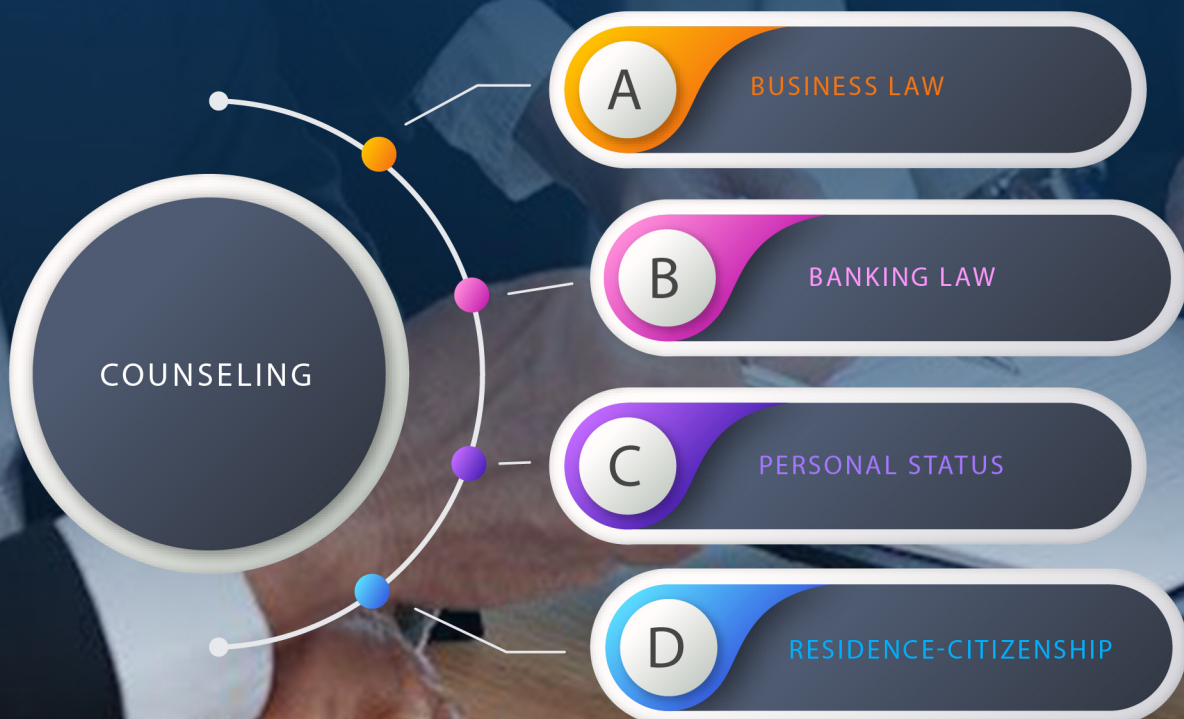 COUNSELING
A
BUSINESS LAW
B
BANKING LAW
C
PERSONAL STATUS
D
RESIDENCE-CITIZENSHIP